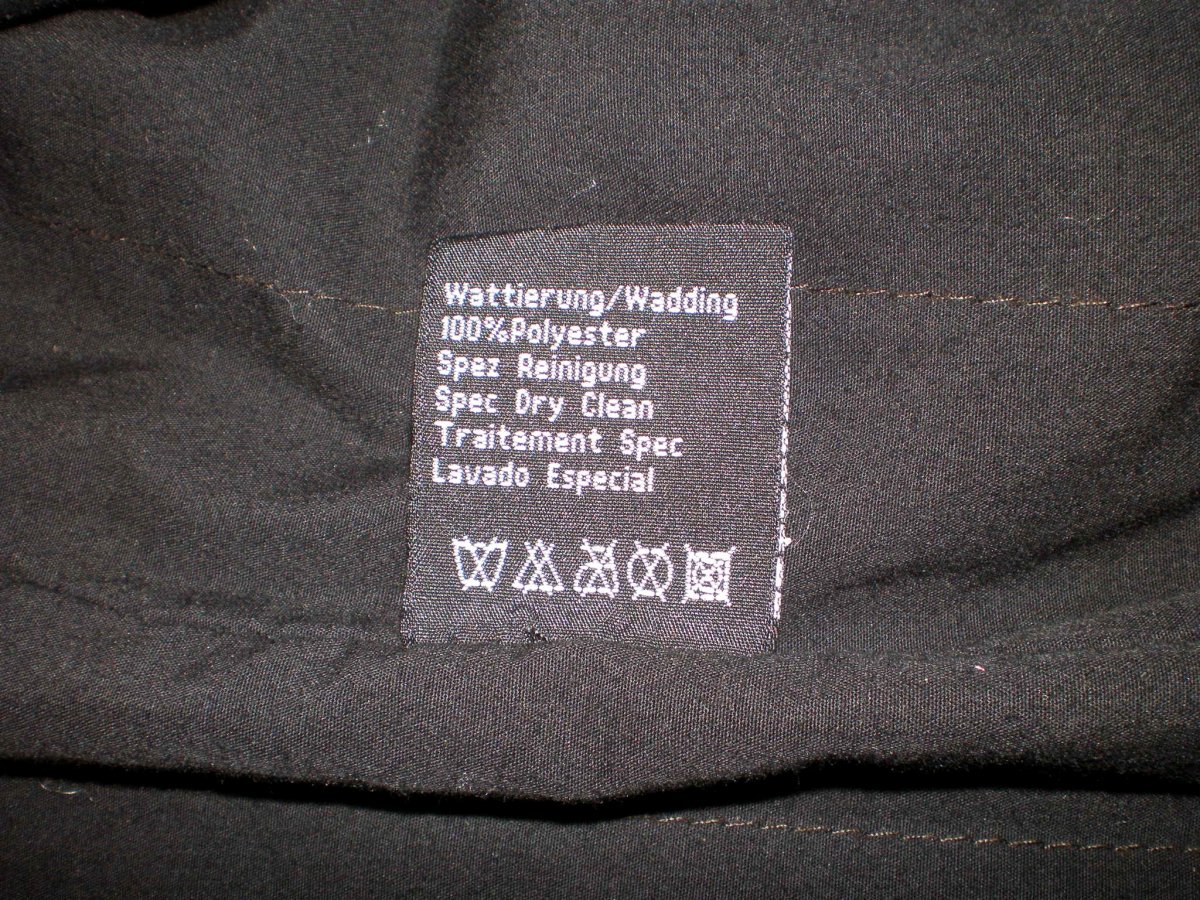 Wattierung/Wadding
100%Polyester
Spez Reinigung
Spec Dry Clean
Traitement Spec
Lavado Especial